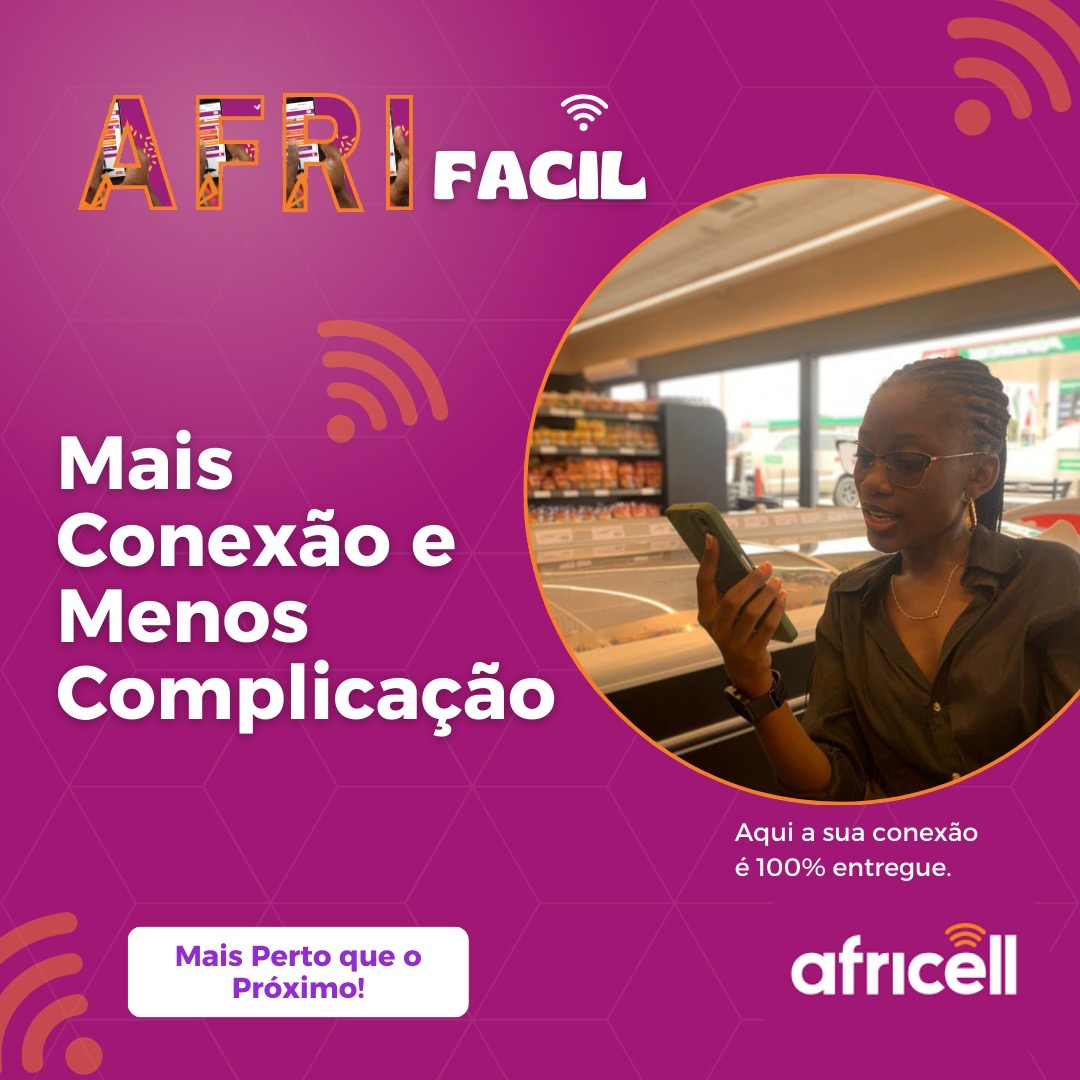 AFRI FACIL
Mais
Conexão e
Menos
Complicação
Aqui a sua conexão
é 100% entregue.
Mais Perto que o
Próximo!
africell